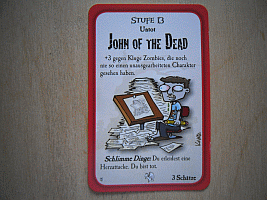 STUFE 13
Untot
JOHN OF THE DEAD
+3 gegen Kluge Zombies, die noch
nie so einen unausgearbeiteten Charakter
gesehen haben.
Schlimme Dinge: Du erleidest eine
Herzattacke. Du bist tot.
3 Schätze